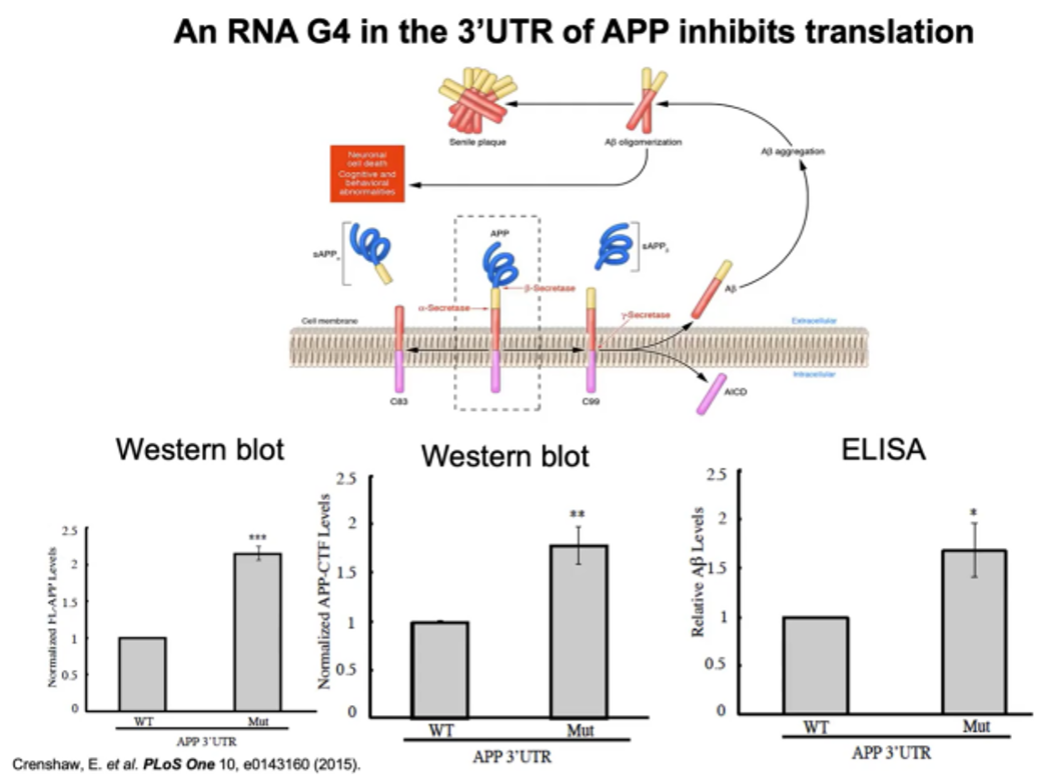 An RNA G4 in the 3'UTR of APP inhibits translation
Senile plaque
Aβ oligomerization
Aβ aggregation
Neuronal
cell death
Cognitive and
behavioral
abnormalities
sAPPα
APP
sAPPβ
β-Secretase
Aβ
α-Secretase
γ-Secretase
Cell membrane
Extracellular
Intracellular
C83
C99
AICD
Western blot
Normalized FL-APP Levels
2.5
2
1.5
1
0.5
0
***
WT
Mut
APP 3'UTR
Western blot
Normalized APP-CTF Levels
2.5
2
1.5
1
0.5
0
**
WT
Mut
APP 3'UTR
ELISA
Relative Aβ Levels
2.5
2
1.5
1
0.5
0
*
WT
Mut
APP 3'UTR
Crenshaw, E. et al. PLoS One 10, e0143160 (2015).